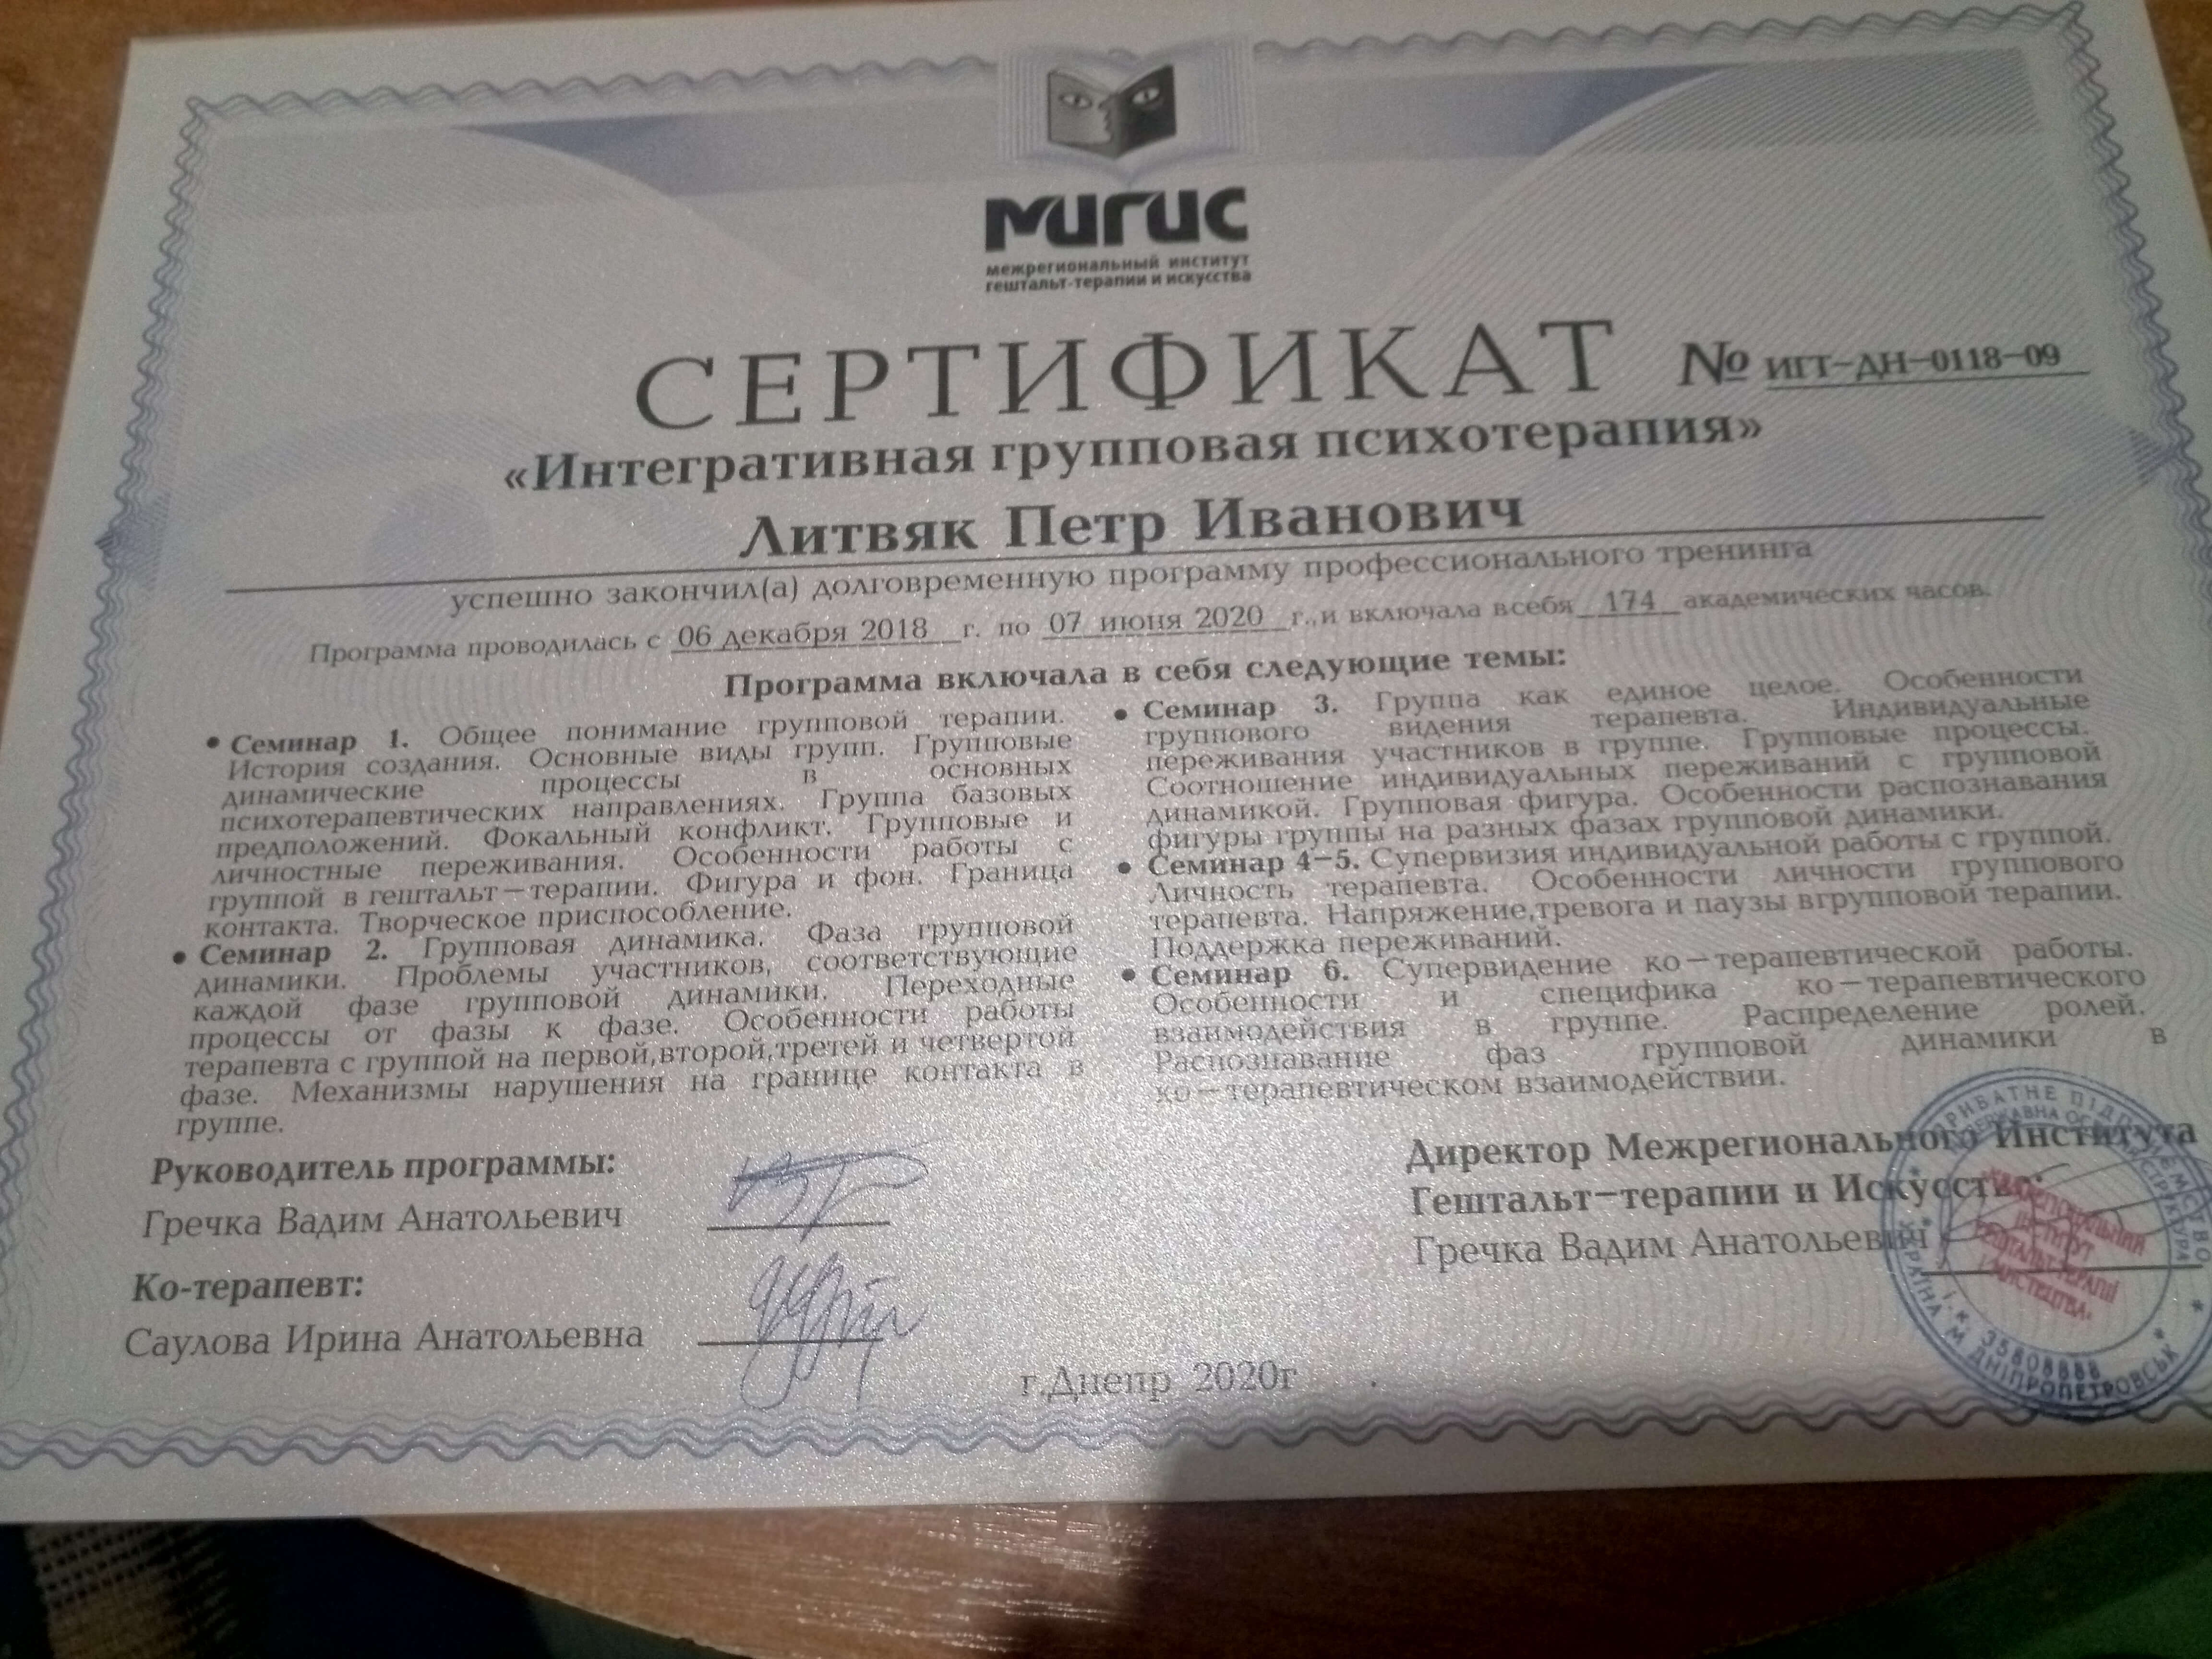 МИГИС
межрегиональный институт
гештальт-терапии и искусства
СЕРТИФИКАТ № ИГТ-ДН-0118-09
«Интегративная групповая психотерапия»
Литвяк Петр Иванович
успешно закончил(а) долговременную программу профессионального тренинга
Программа проводилась с 06 декабря 2018 г. по 07 июня 2020 г.,и включала всебя 174 академических часов.
Программа включала в себя следующие темы:
• Семинар 1. Общее понимание групповой терапии.
История создания. Основные виды групп. Групповые
динамические процессы в основных
психотерапевтических направлениях. Группа базовых
предположений. Фокальный конфликт. Групповые и
личностные переживания. Особенности работы с
группой в гештальт-терапии. Фигура и фон. Граница
контакта. Творческое приспособление.
• Семинар 2. Групповая динамика. Фаза групповой
динамики. Проблемы участников, соответствующие
каждой фазе групповой динамики. Переходные
процессы от фазы к фазе. Особенности работы
терапевта с группой на первой,второй,третей и четвертой
фазе. Механизмы нарушения на границе контакта в
группе.
• Семинар 3. Группа как единое целое. Особенности
группового видения терапевта. Индивидуальные
переживания участников в группе. Групповые процессы.
Соотношение индивидуальных переживаний с групповой
динамикой. Групповая фигура. Особенности распознавания
фигуры группы на разных фазах групповой динамики.
• Семинар 4-5. Супервизия индивидуальной работы с группой.
Личность терапевта. Особенности личности группового
терапевта. Напряжение,тревога и паузы вгрупповой терапии.
Поддержка переживаний.
• Семинар 6. Супервидение ко-терапевтической работы.
Особенности и специфика ко-терапевтического
взаимодействия в группе. Распределение ролей.
Распознавание фаз групповой динамики в
ко-терапевтическом взаимодействии.
Руководитель программы:
Гречка Вадим Анатольевич
Ко-терапевт:
Саулова Ирина Анатольевна
Директор Межрегионального Института
Гештальт-терапии и Искусства:
Гречка Вадим Анатольевич
г.Днепр 2020г
ПРИВАТНЕ ПІДПРИЄМСТВО
УКРАЇНА М. ДНІПРОПЕТРОВСЬК
ІНСТИТУТ
ГЕШТАЛЬТ-ТЕРАПІЇ
І МИСТЕЦТВА»